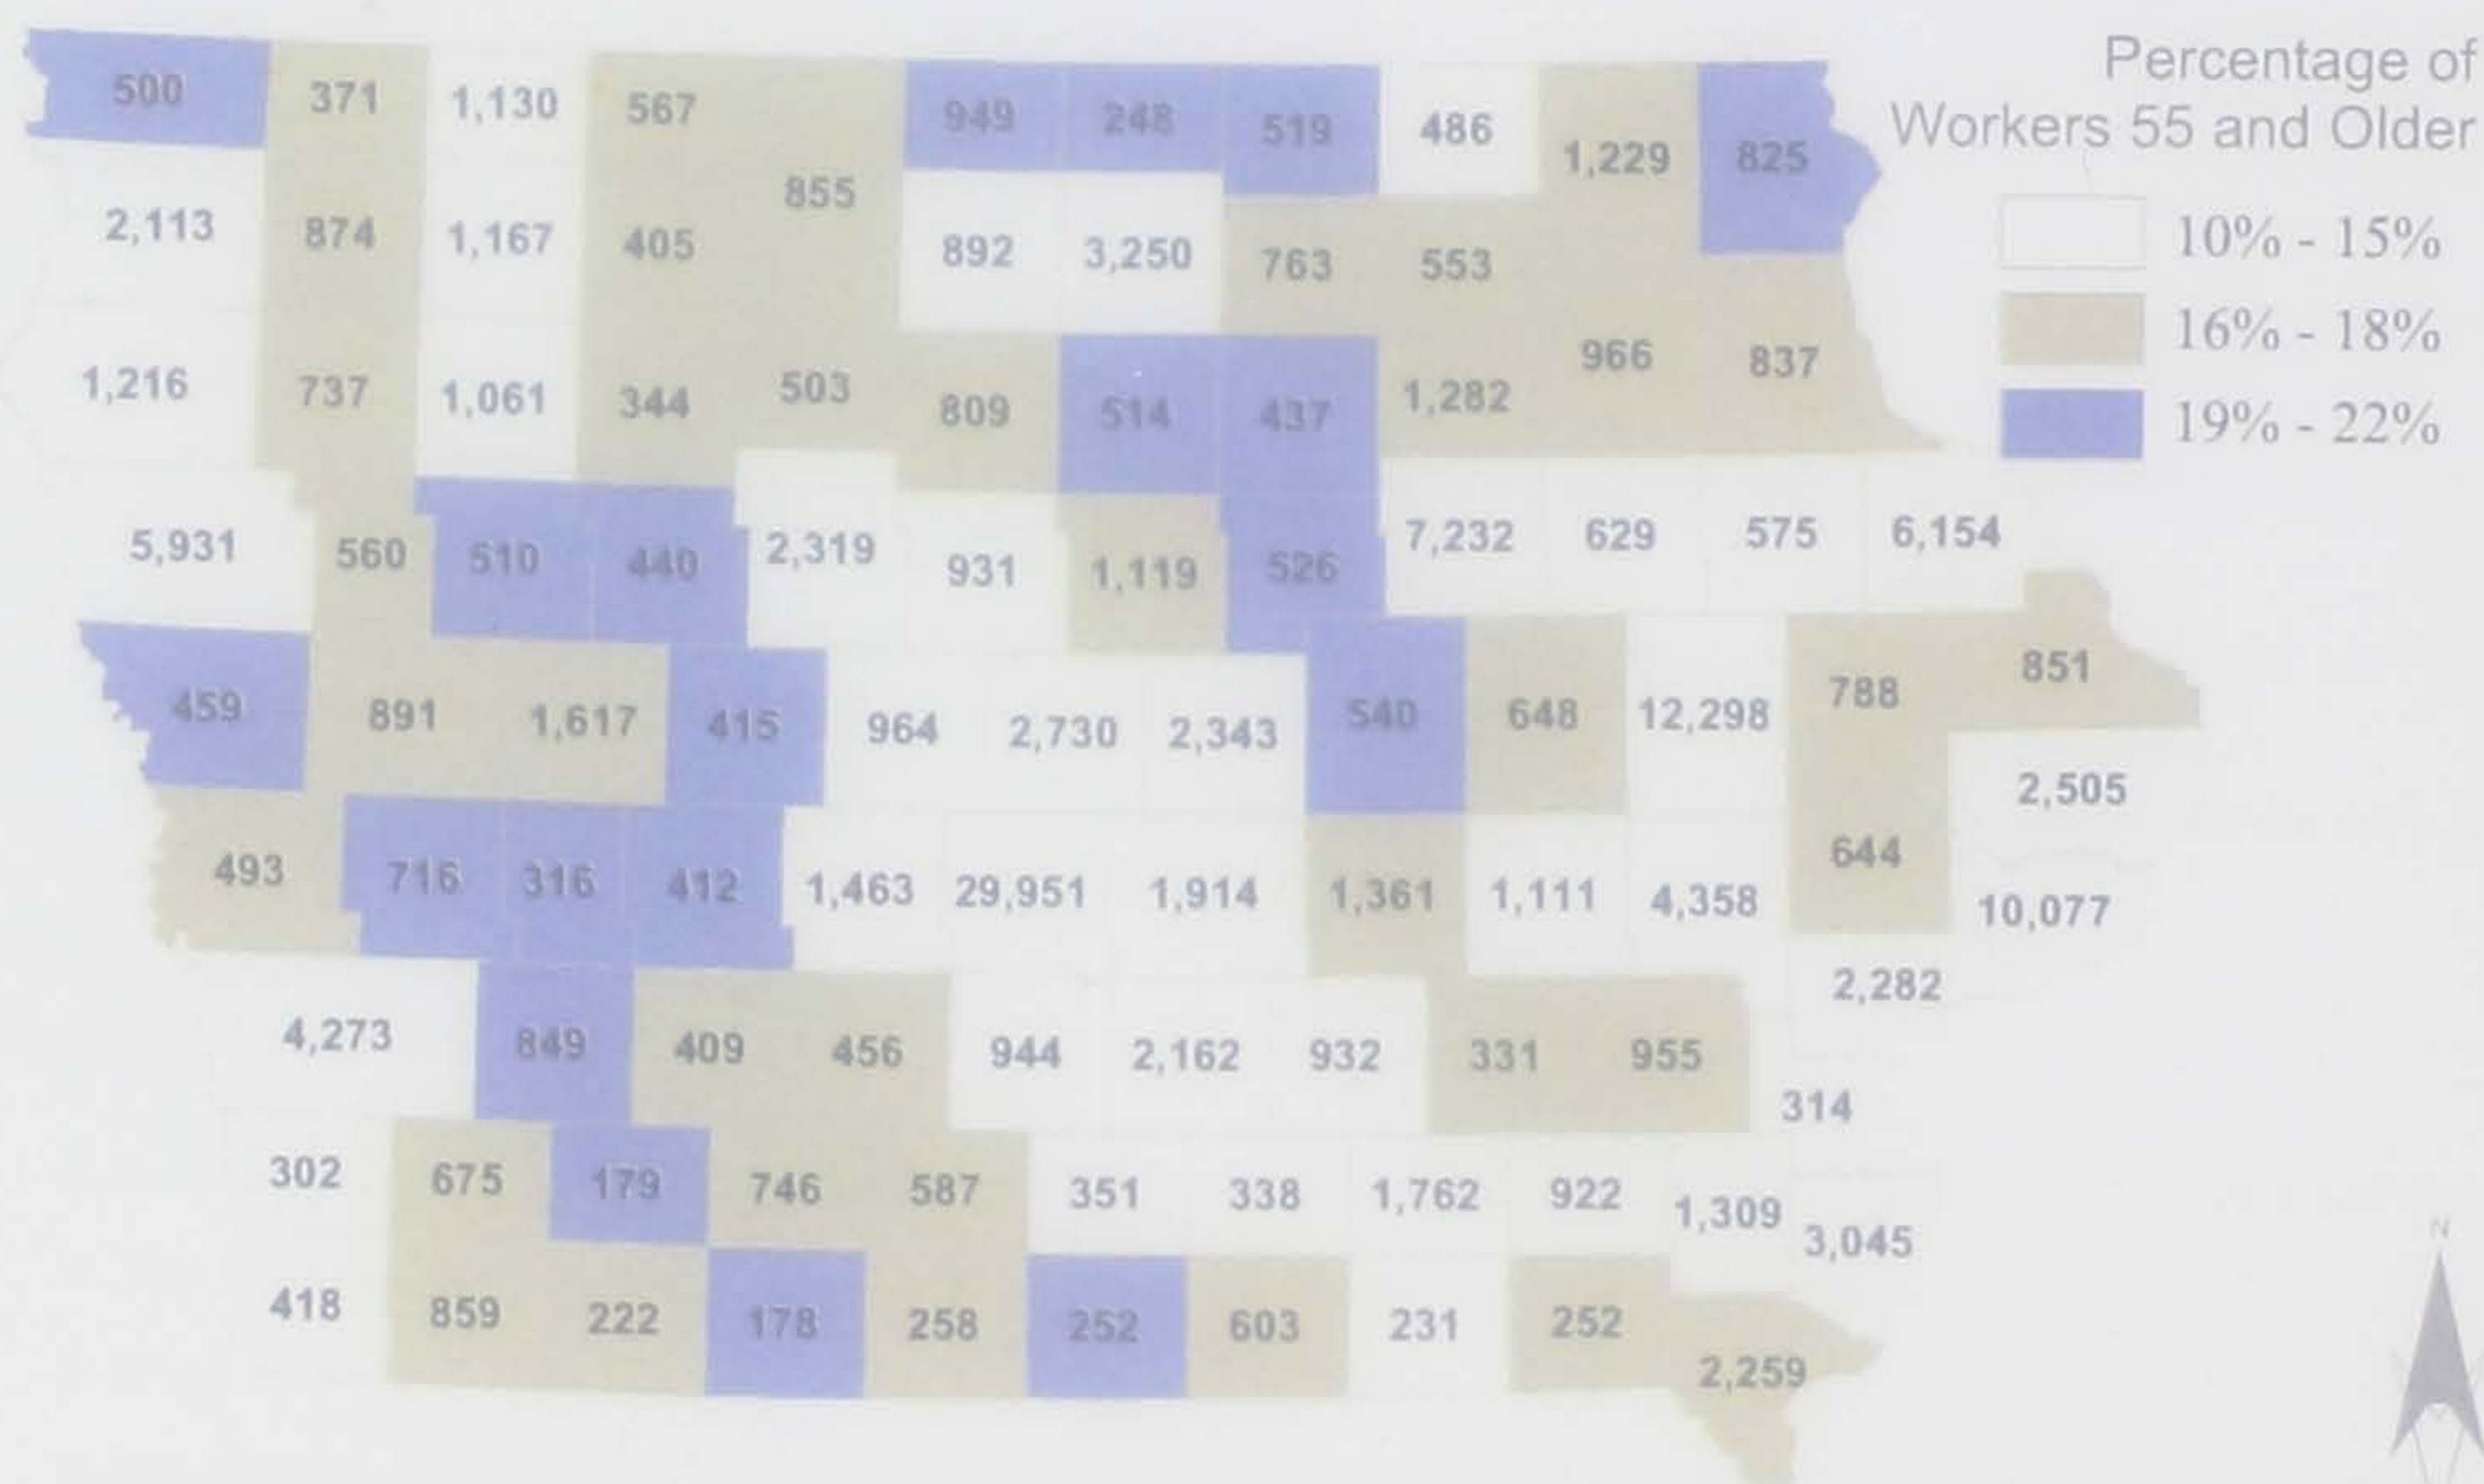 Percentage of
Workers 55 and Older
10% - 15%
16% - 18%
19% - 22%
500 371 1,130 567 949 248 519 486 1,229 825
855
2,113 874 1,167 405 892 3,250 763 553
1,216 737 1,061 344 503 809 514 437 1,282 966 837
5,931 560 510 440 2,319 931 1,119 526 7,232 629 575 6,154
459 891 1,617 415 964 2,730 2,343 540 648 12,298 788 851
2,505
493 716 316 412 1,463 29,951 1,914 1,361 1,111 4,358 644
10,077
2,282
4,273 849 409 456 944 2,162 932 331 955
314
302 675 179 746 587 351 338 1,762 922 1,309 3,045
418 859 222 178 258 252 603 231 252
2,259
N